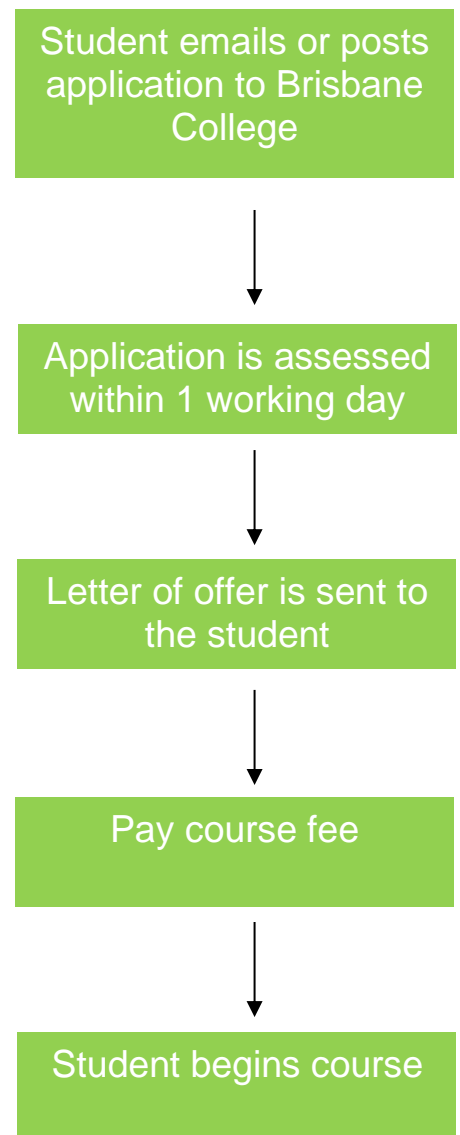 Student emails or posts
application to Brisbane
College
Application is assessed
within 1 working day
Letter of offer is sent to
the student
Pay course fee
Student begins course